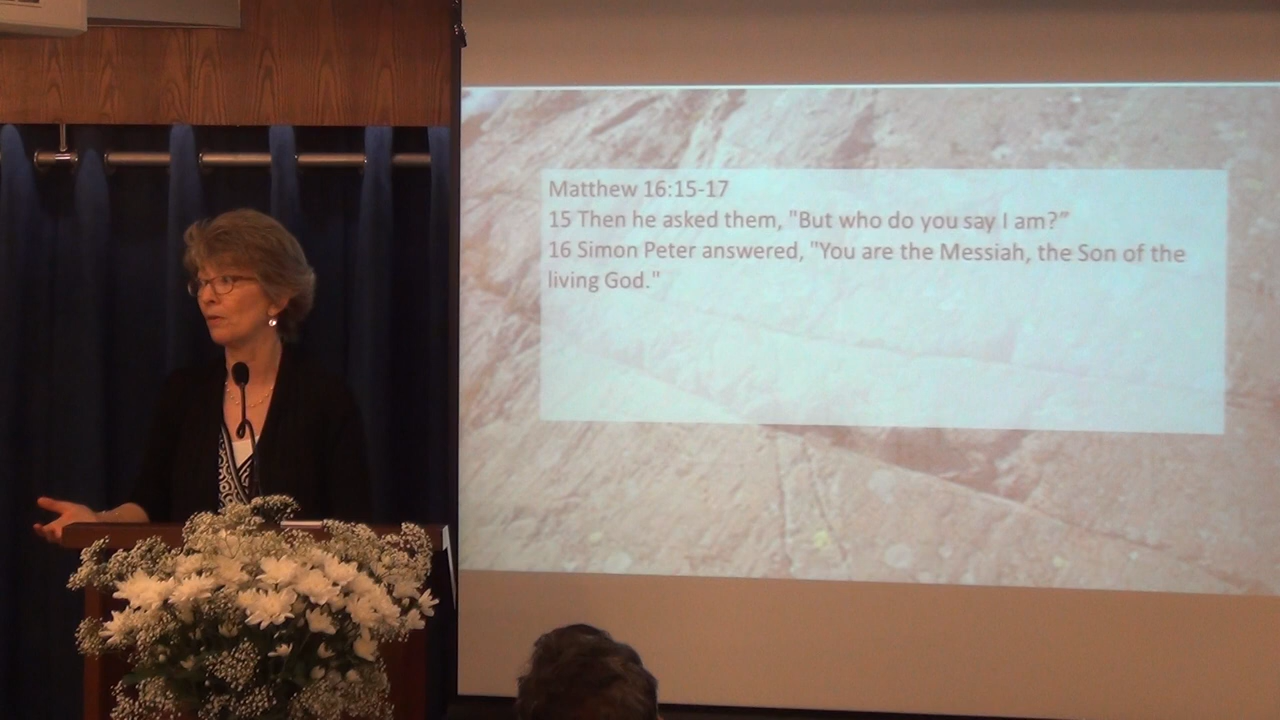 Matthew 16:15-17
15 Then he asked them, "But who do you say I am?”
16 Simon Peter answered, "You are the Messiah, the Son of the
living God."